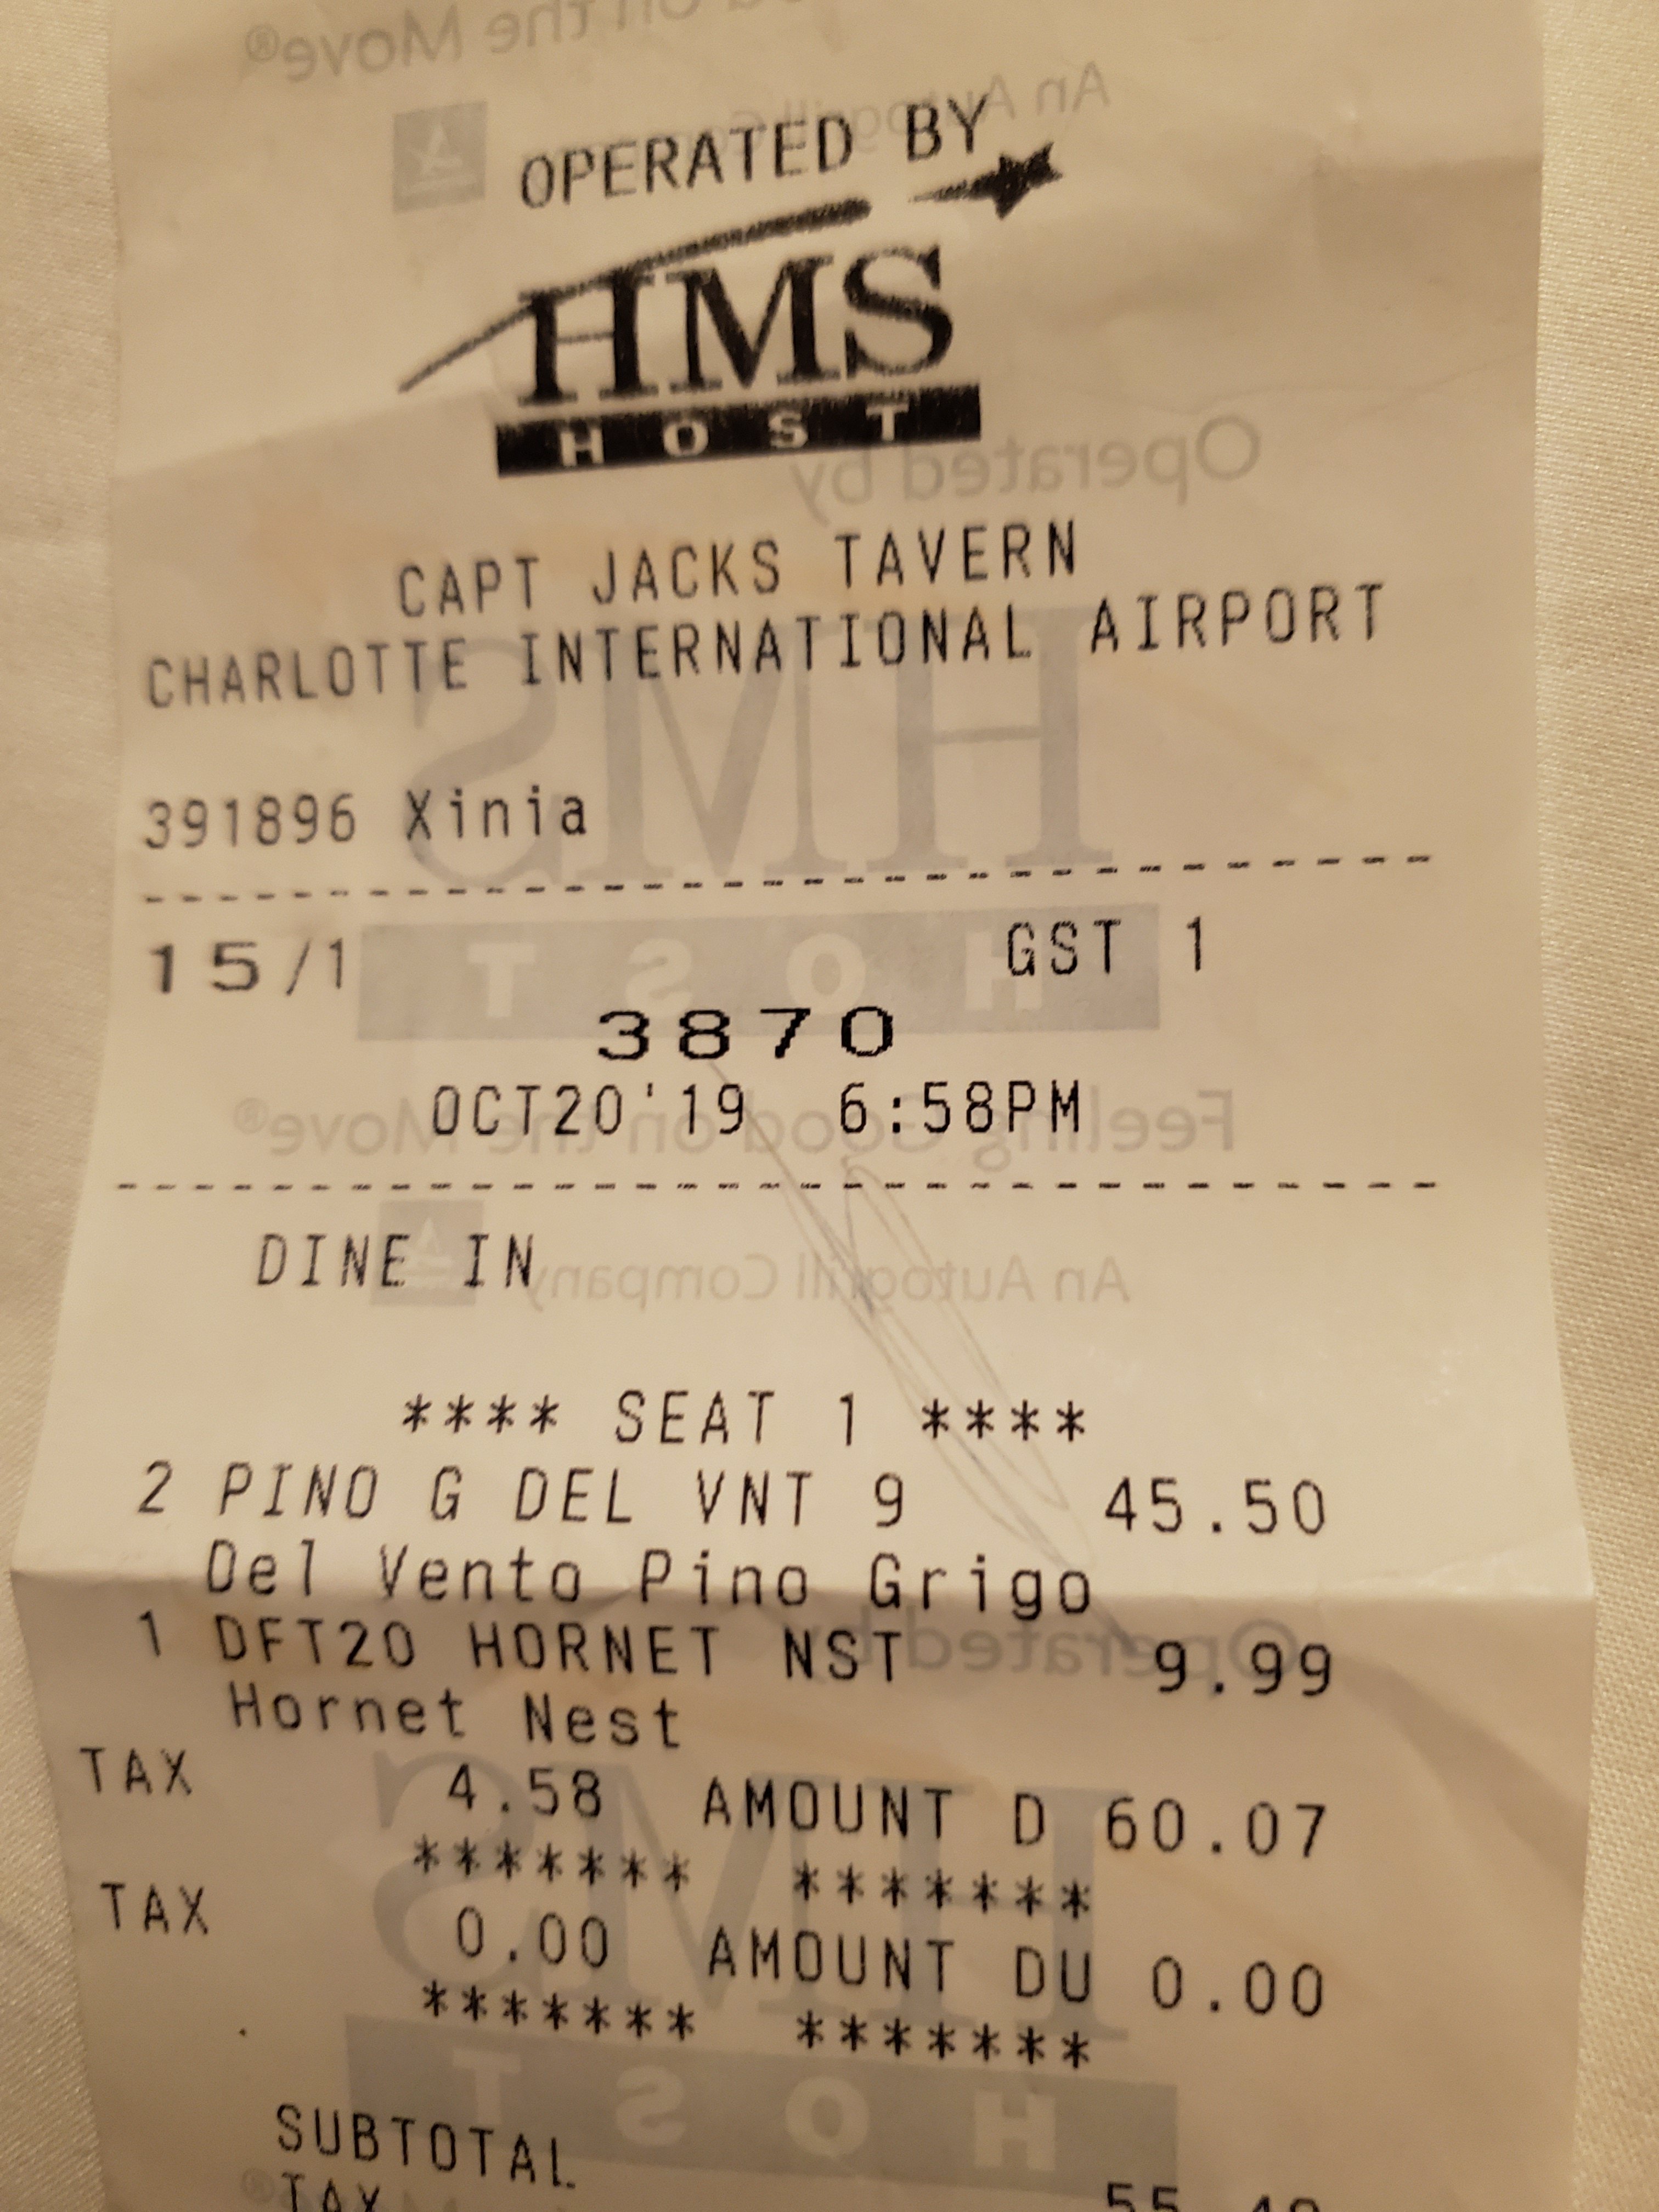 OPERATED BY
HMS
HOST
CAPT JACKS TAVERN
CHARLOTTE INTERNATIONAL AIRPORT
391896 Xinia
--------------------------------
15/1 GST 1
3870
OCT20'19 6:58PM
--------------------------------
DINE IN
**** SEAT 1 ****
2 PINO G DEL VNT 9 45.50
Del Vento Pino Grigo
1 DFT20 HORNET NST 9.99
Hornet Nest
TAX 4.58 AMOUNT D 60.07
******* *******
TAX 0.00 AMOUNT DU 0.00
******* *******
SUBTOTAL 55.49
TAX